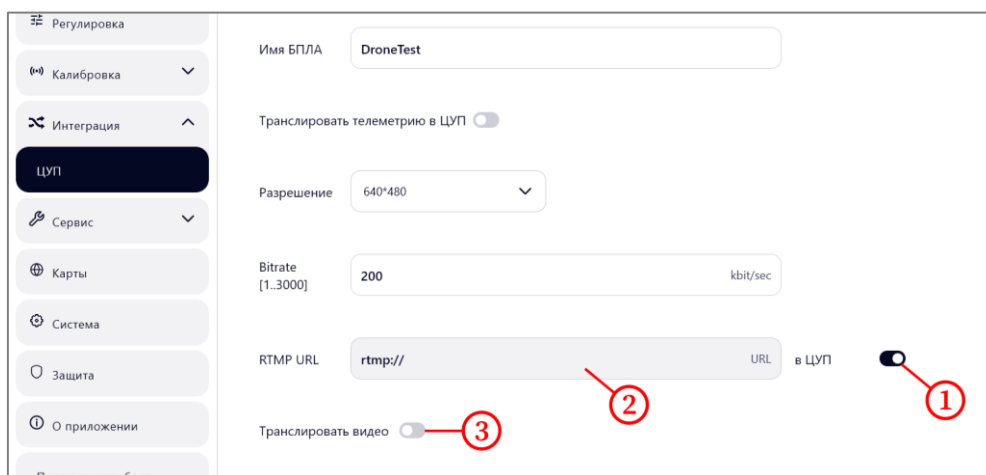 Регулировка
Калибровка
Интеграция
ЦУП
Сервис
Карты
Система
Защита
О приложении
Имя БПЛА DroneTest
Транслировать телеметрию в ЦУП
Разрешение 640*480
Bitrate
[1..3000] 200 kbit/sec
RTMP URL rtmp:// URL в ЦУП
1
2
Транслировать видео 3